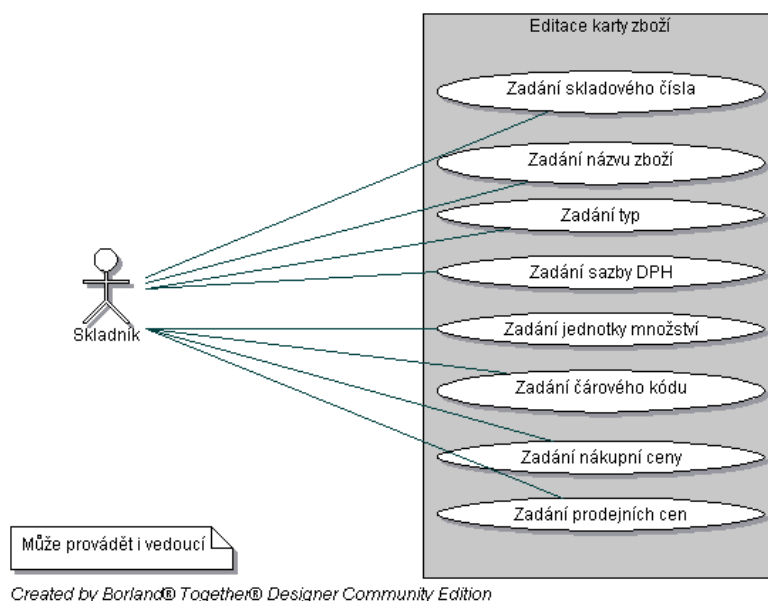 Editace karty zboží
Zadání skladového čísla
Zadání názvu zboží
Zadání typ
Zadání sazby DPH
Skladník
Zadání jednotky množství
Zadání čárového kódu
Zadání nákupní ceny
Zadání prodejních cen
Může provádět i vedoucí
Created by Borland® Together® Designer Community Edition